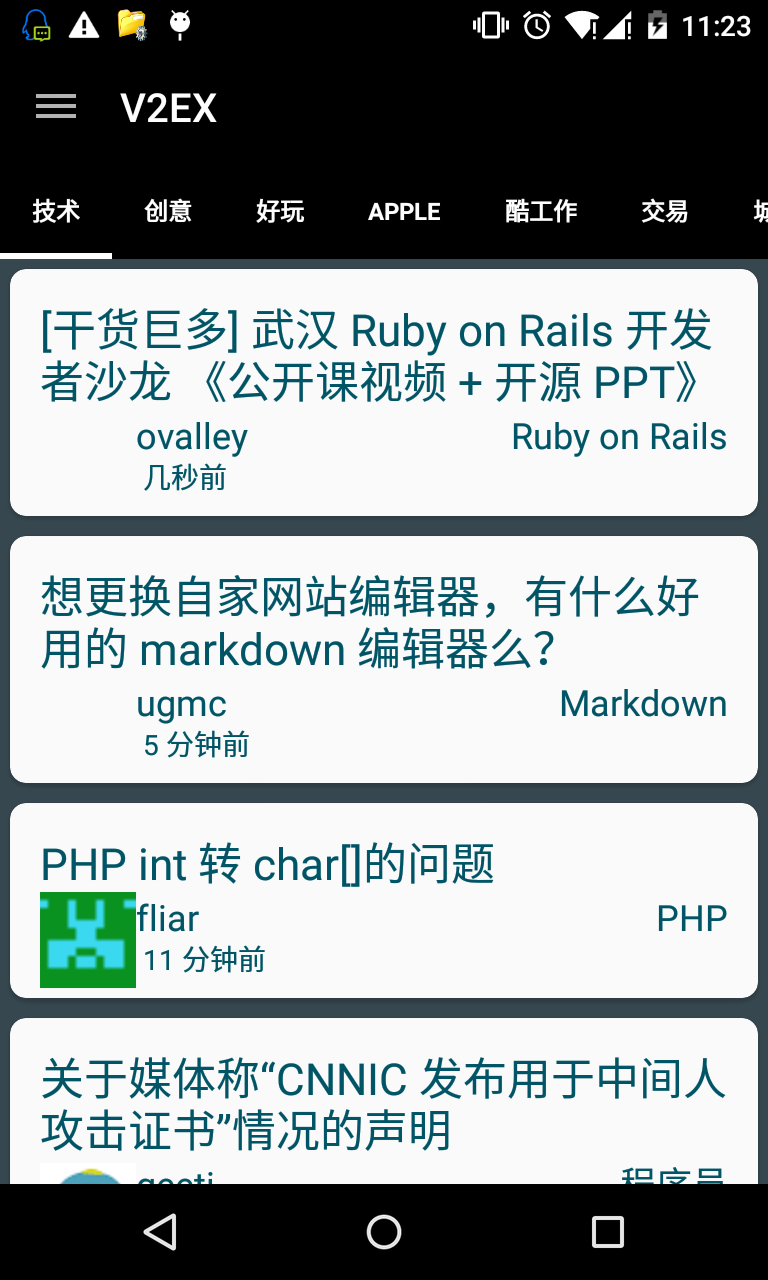 11:23
V2EX
技术 创意 好玩 APPLE 酷工作 交易
[干货巨多] 武汉 Ruby on Rails 开发
者沙龙 《公开课视频 + 开源 PPT》
ovalley Ruby on Rails
几秒前
想更换自家网站编辑器，有什么好
用的 markdown 编辑器么？
ugmc Markdown
5 分钟前
PHP int 转 char[]的问题
fliar PHP
11 分钟前
关于媒体称“CNNIC 发布用于中间人
攻击证书”情况的声明
程序员